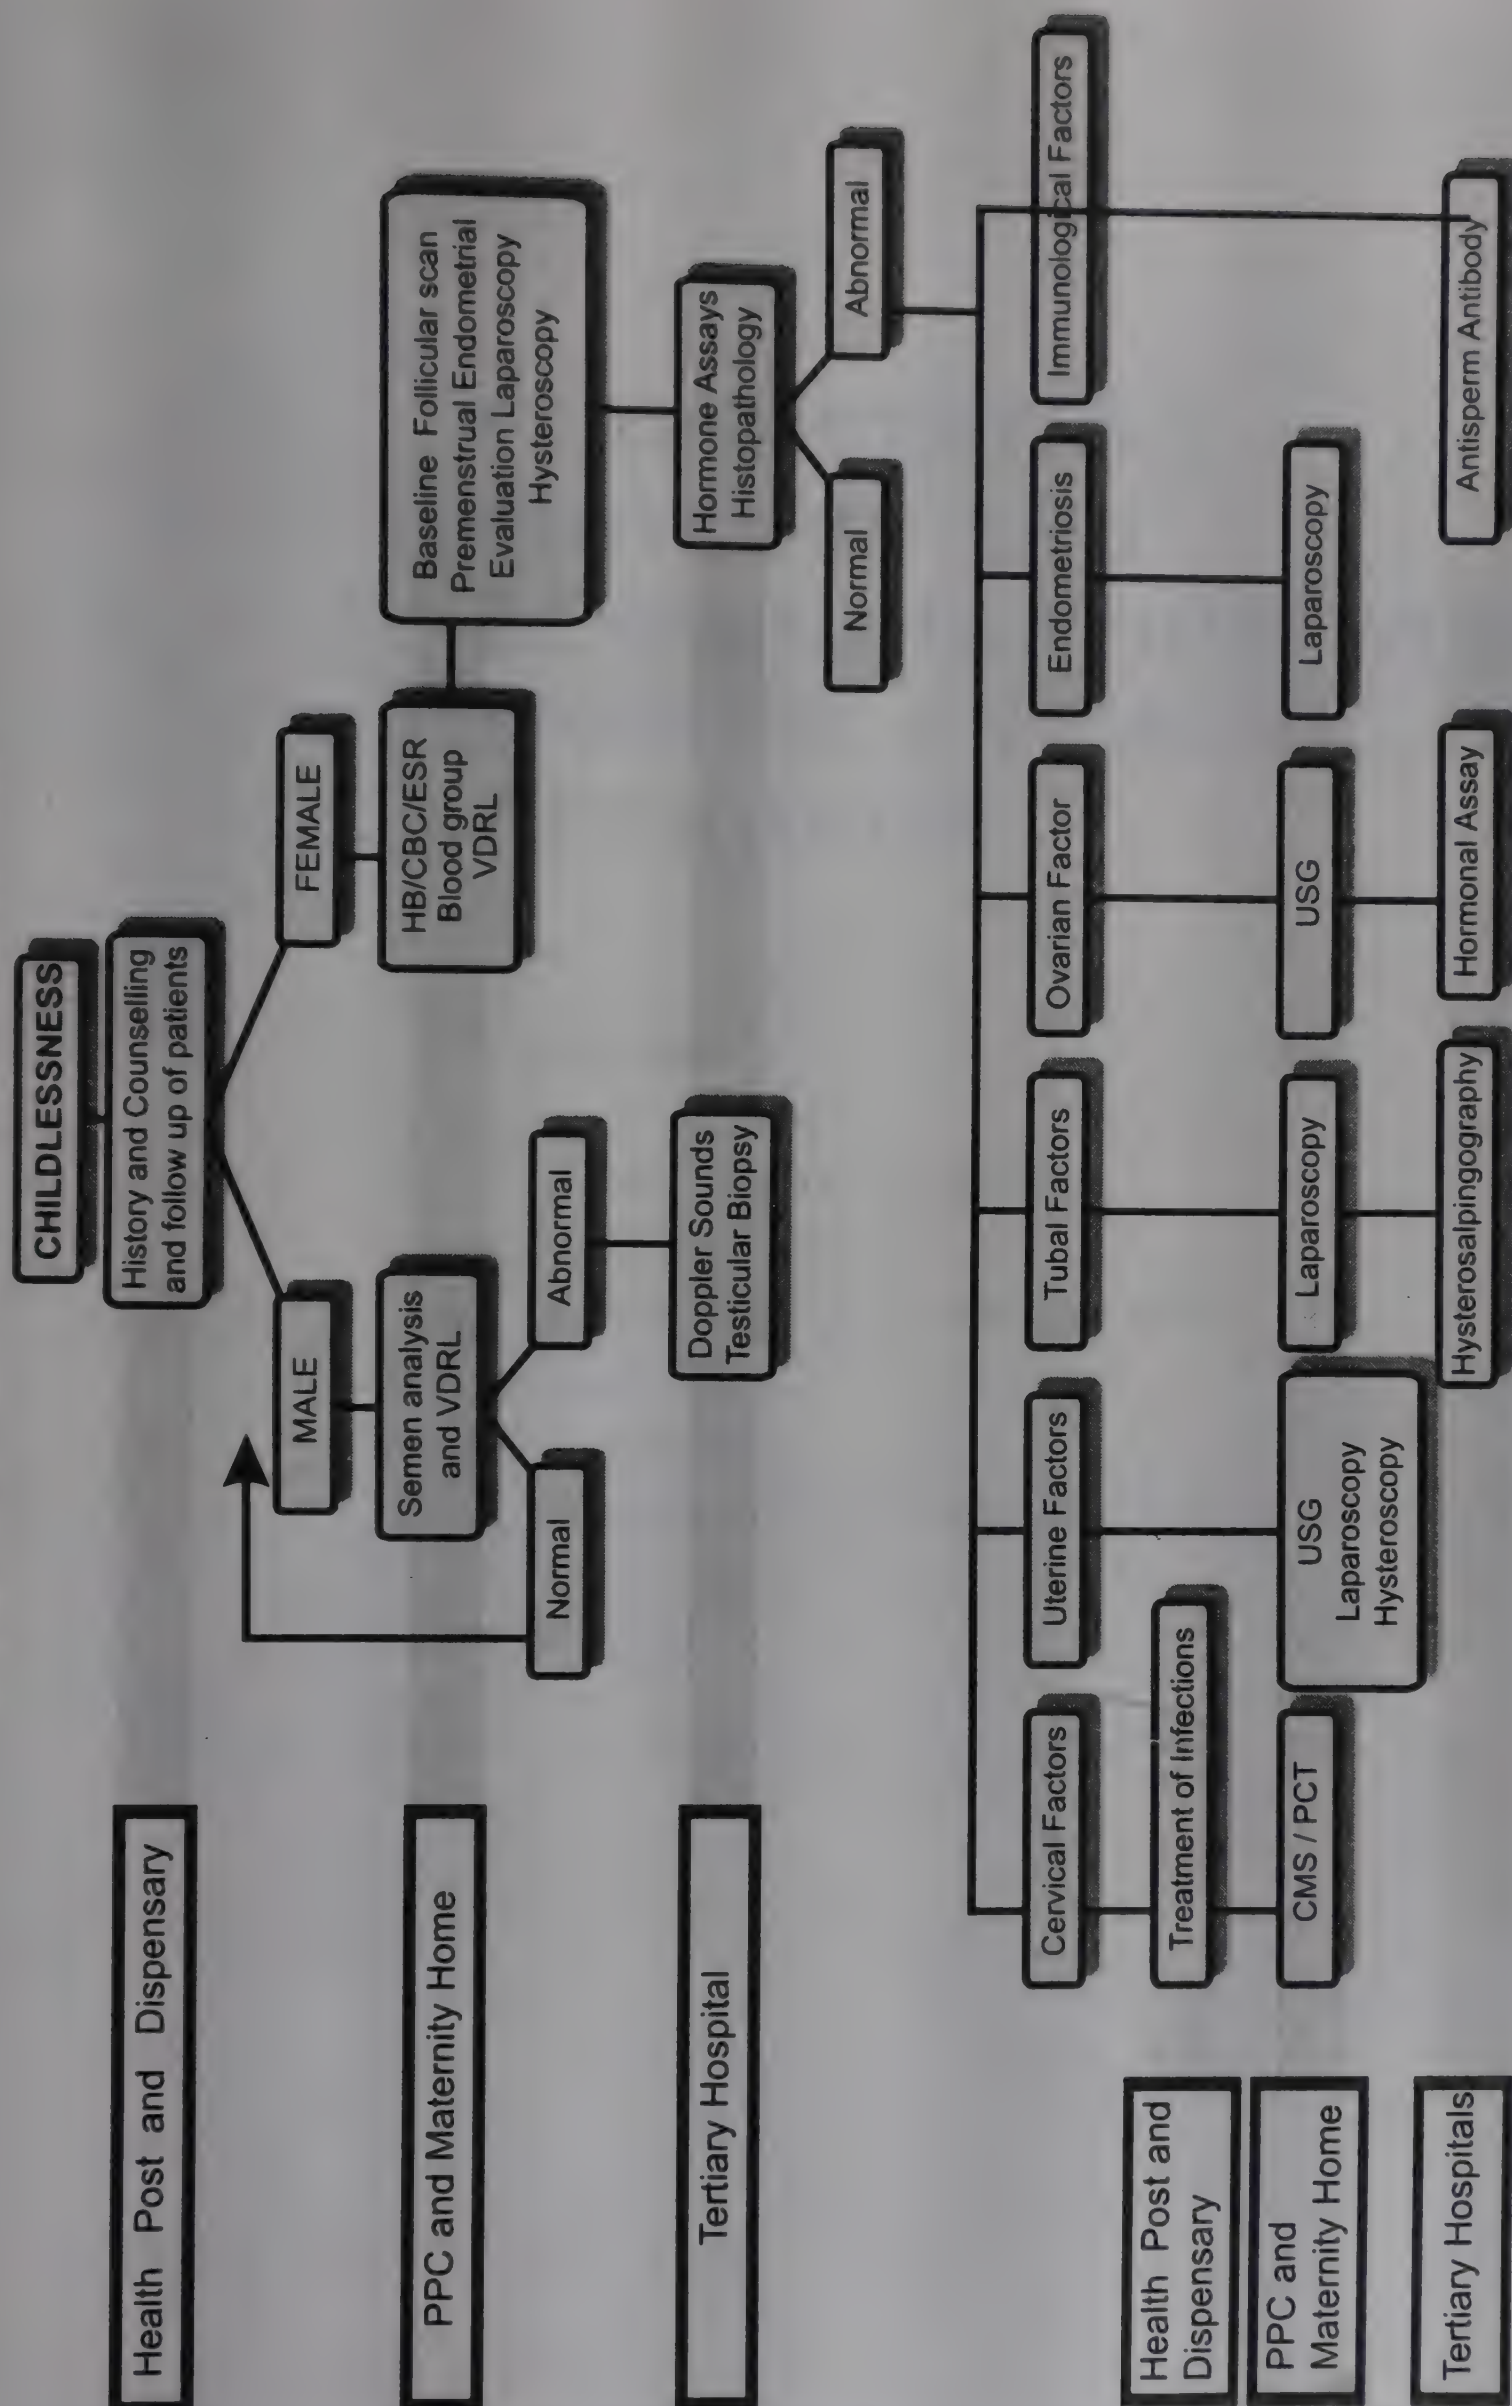 CHILDLESSNESS
Health Post and Dispensary
History and Counselling
and follow up of patients
MALE
FEMALE
PPC and Maternity Home
Semen analysis
and VDRL
HB/CBC/ESR
Blood group
VDRL
Baseline Follicular scan
Premenstrual Endometrial
Evaluation Laparoscopy
Hysteroscopy
Normal
Abnormal
Tertiary Hospital
Doppler Sounds
Testicular Biopsy
Hormone Assays
Histopathology
Normal
Abnormal
Cervical Factors
Uterine Factors
Tubal Factors
Ovarian Factor
Endometriosis
Immunological Factors
Health Post and
Dispensary
Treatment of Infections
PPC and
Maternity Home
CMS / PCT
USG
Laparoscopy
Hysteroscopy
Laparoscopy
USG
Laparoscopy
Tertiary Hospitals
Hysterosalpingography
Hormonal Assay
Antisperm Antibody